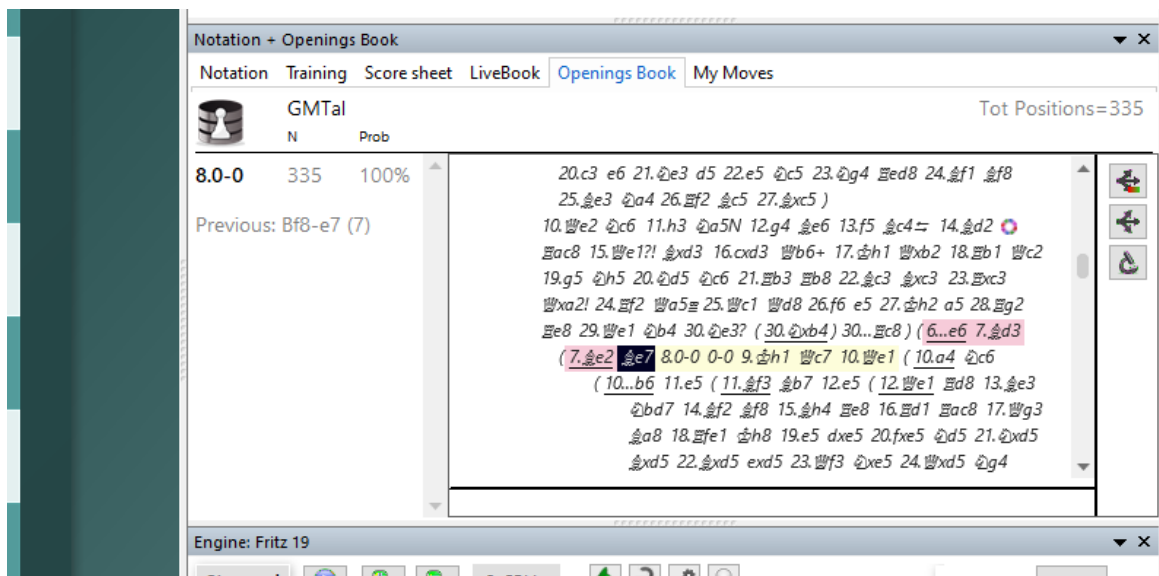 Notation + Openings Book
Notation Training Score sheet LiveBook Openings Book My Moves
GMTal
Tot Positions=335
N Prob
8.0-0 335 100%
Previous: Bf8-e7 (7)
20.c3 e6 21.♘e3 d5 22.e5 ♘c5 23.♘g4 ♖ed8 24.♗f1 ♗f8
25.♗e3 ♘a4 26.♖f2 ♗c5 27.♗xc5 )
10.♕e2 ♘c6 11.h3 ♘a5N 12.g4 ♗e6 13.f5 ♗c4⇆ 14.♗d2
♖ac8 15.♕e1?! ♗xd3 16.cxd3 ♕b6+ 17.♔h1 ♕xb2 18.♖b1 ♕c2
19.g5 ♘h5 20.♘d5 ♘c6 21.♖b3 ♖b8 22.♗c3 ♗xc3 23.♖xc3
♕xa2! 24.♖f2 ♕a5⩱ 25.♕c1 ♕d8 26.f6 e5 27.♔h2 a5 28.♖g2
♖e8 29.♕e1 ♘b4 30.♘e3? ( 30.♘xb4 ) 30...♖c8 ) ( 6...e6 7.♗d3
( 7.♗e2 ♗e7 8.0-0 0-0 9.♔h1 ♕c7 10.♕e1 ( 10.a4 ♘c6
( 10...b6 11.e5 ( 11.♗f3 ♗b7 12.e5 ( 12.♕e1 ♖d8 13.♗e3
♘bd7 14.♗f2 ♗f8 15.♗h4 ♖e8 16.♖d1 ♖ac8 17.♕g3
♗a8 18.♖fe1 ♔h8 19.e5 dxe5 20.fxe5 ♘d5 21.♘xd5
♗xd5 22.♗xd5 exd5 23.♕f3 ♘xe5 24.♕xd5 ♘g4
Engine: Fritz 19